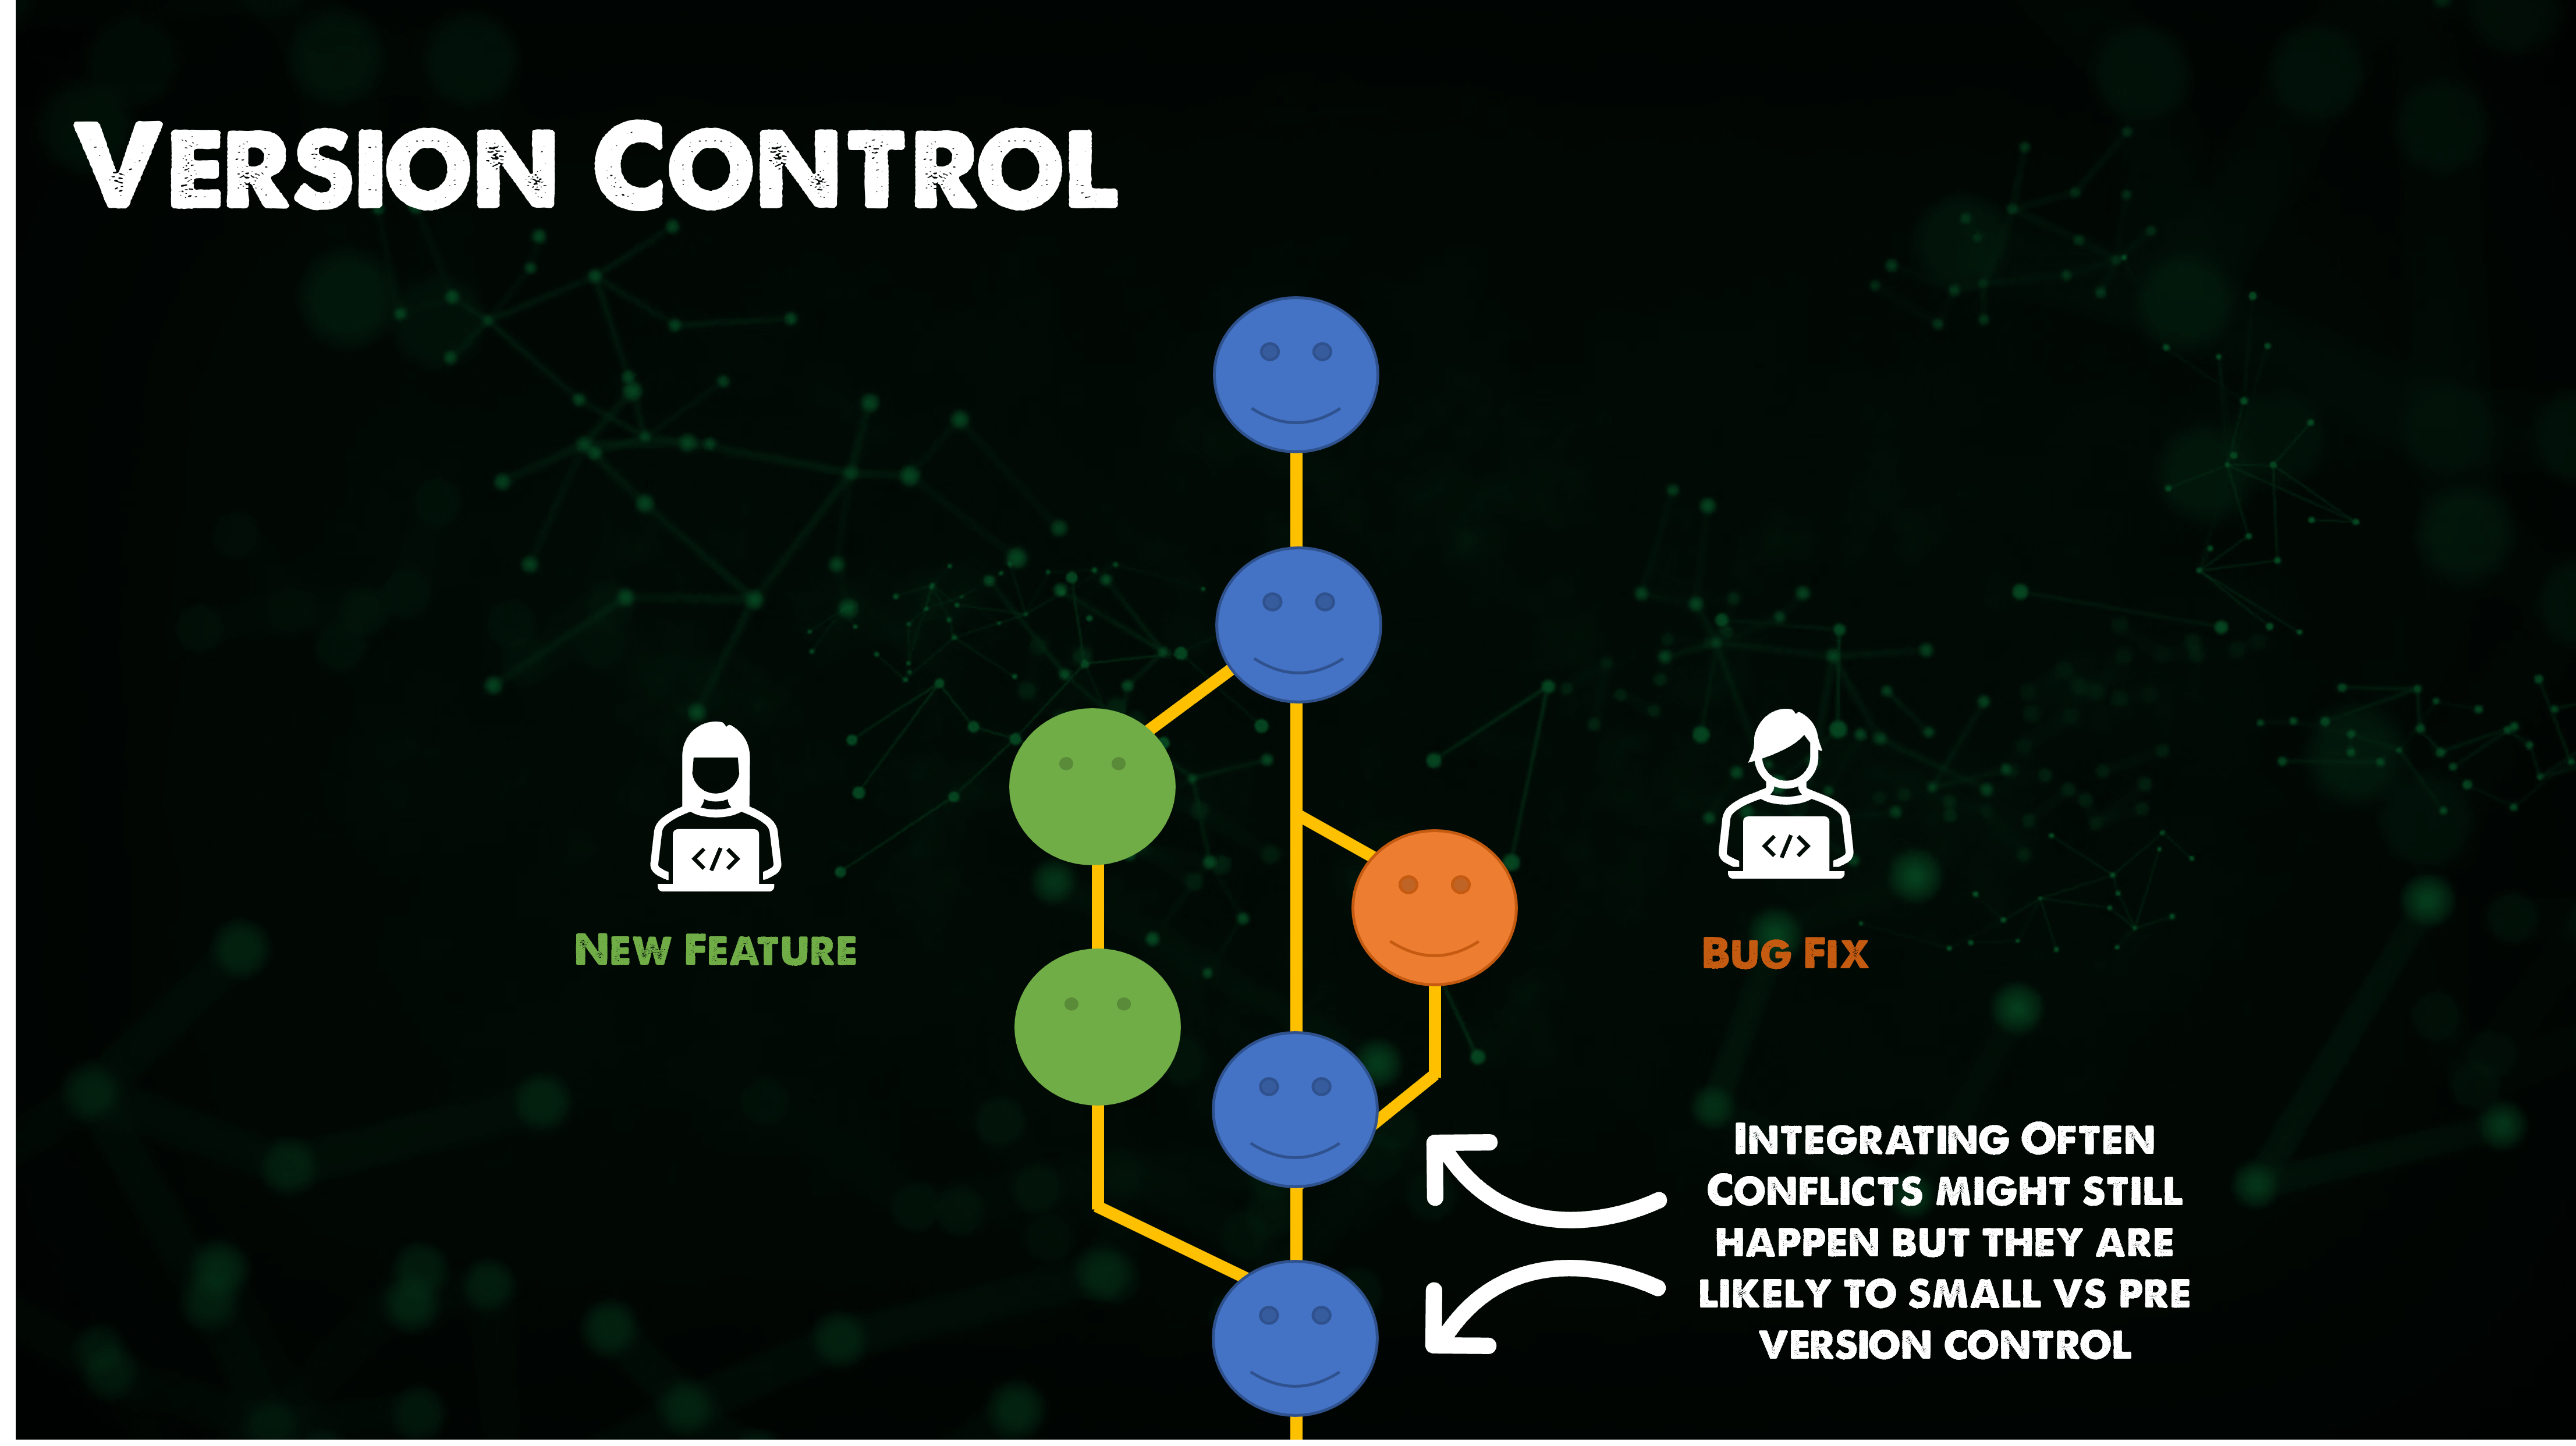 Version Control
</>
</>
New Feature
Bug Fix
Integrating Often
Conflicts might still
happen but they are
likely to small vs pre
version control